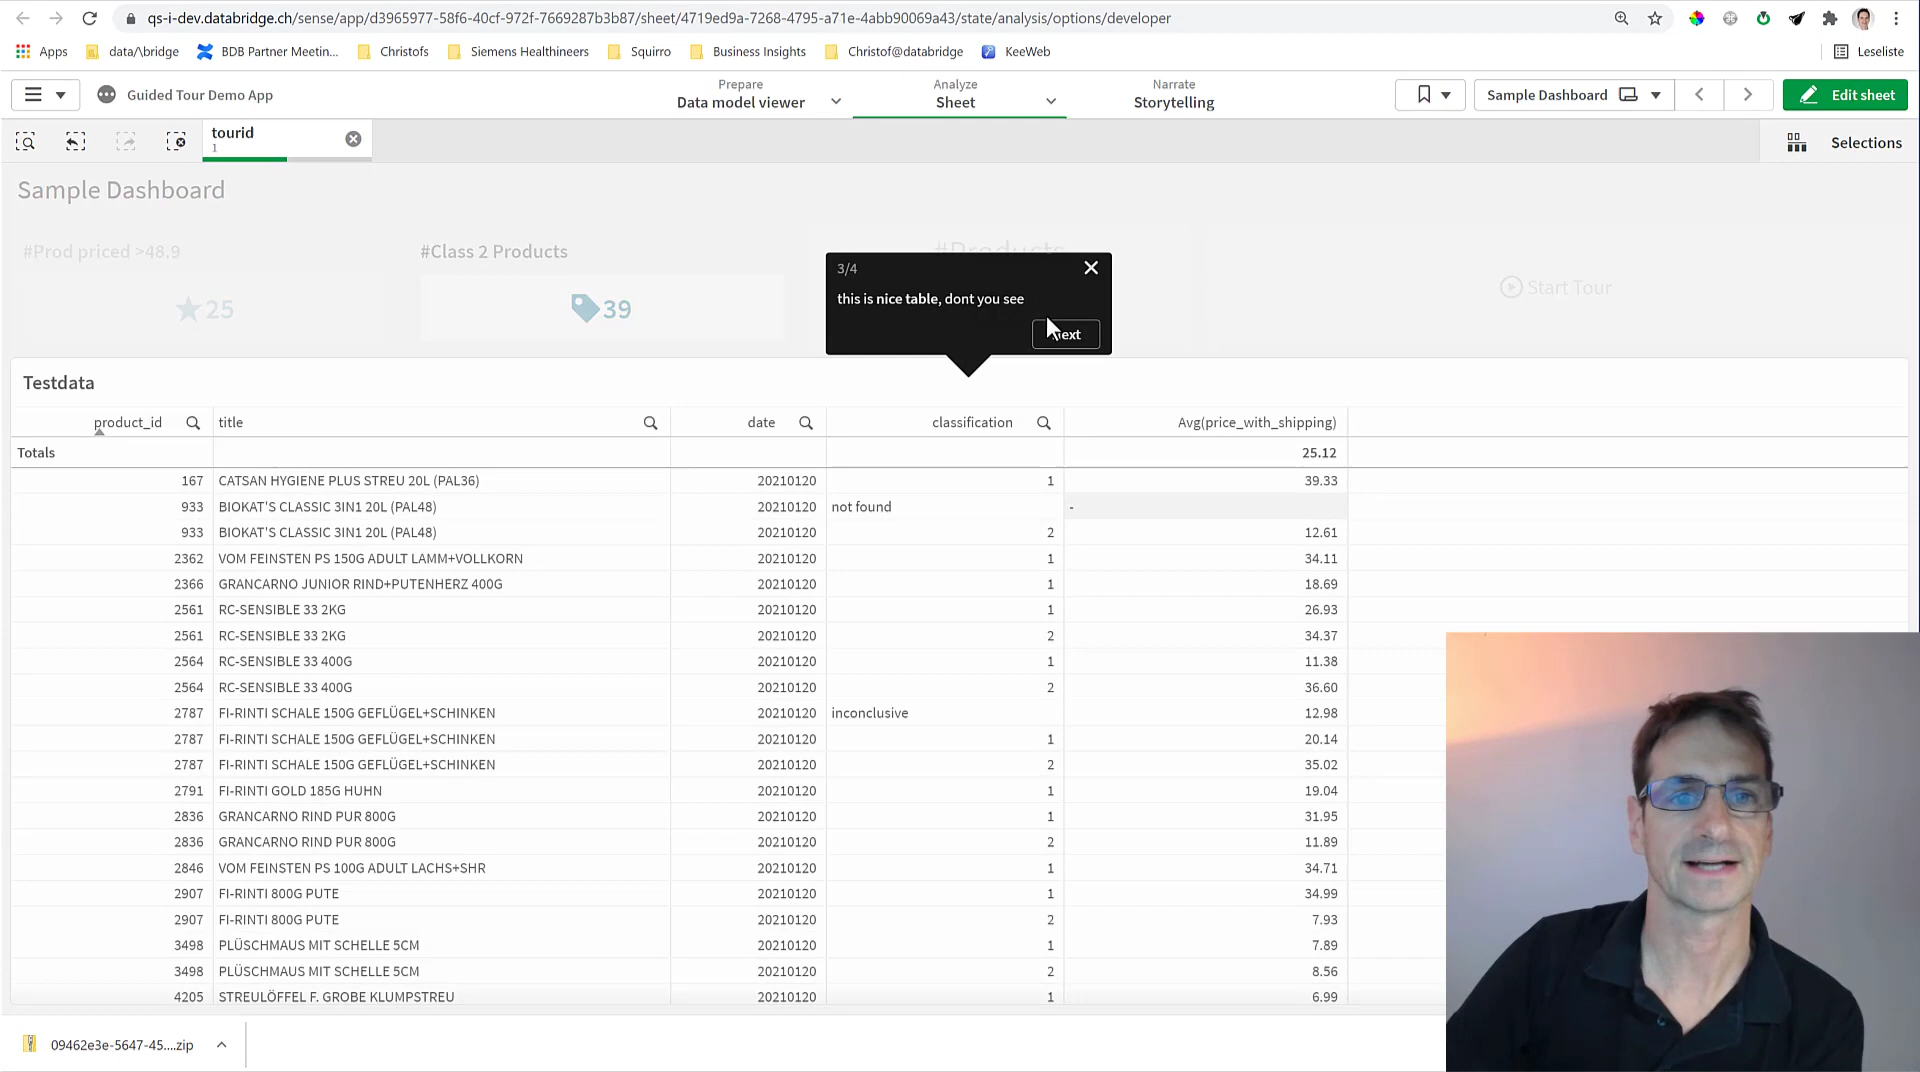 qs-i-dev.databridge.ch/sense/app/d3965977-58f6-40cf-972f-7669287b3b87/sheet/4719ed9a-7268-4795-a71e-4abb90069a43/state/analysis/options/developer
Apps data/\bridge BDB Partner Meetin... Christofs Siemens Healthineers Squirro Business Insights Christof@databridge KeeWeb Leseliste
Guided Tour Demo App
Prepare
Data model viewer
Analyze
Sheet
Narrate
Storytelling
Sample Dashboard
Edit sheet
tourid
1
Selections
Sample Dashboard
#Prod priced >48.9
25
#Class 2 Products
39
#Products
Start Tour
3/4
this is nice table, dont you see
Testdata
product_id title date classification Avg(price_with_shipping)
Totals 25.12
167 CATSAN HYGIENE PLUS STREU 20L (PAL36) 20210120 1 39.33
933 BIOKAT'S CLASSIC 3IN1 20L (PAL48) 20210120 not found -
933 BIOKAT'S CLASSIC 3IN1 20L (PAL48) 20210120 2 12.61
2362 VOM FEINSTEN PS 150G ADULT LAMM+VOLLKORN 20210120 1 34.11
2366 GRANCARNO JUNIOR RIND+PUTENHERZ 400G 20210120 1 18.69
2561 RC-SENSIBLE 33 2KG 20210120 1 26.93
2561 RC-SENSIBLE 33 2KG 20210120 2 34.37
2564 RC-SENSIBLE 33 400G 20210120 1 11.38
2564 RC-SENSIBLE 33 400G 20210120 2 36.60
2787 FI-RINTI SCHALE 150G GEFLÜGEL+SCHINKEN 20210120 inconclusive 12.98
2787 FI-RINTI SCHALE 150G GEFLÜGEL+SCHINKEN 20210120 1 20.14
2787 FI-RINTI SCHALE 150G GEFLÜGEL+SCHINKEN 20210120 2 35.02
2791 FI-RINTI GOLD 185G HUHN 20210120 1 19.04
2836 GRANCARNO RIND PUR 800G 20210120 1 31.95
2836 GRANCARNO RIND PUR 800G 20210120 2 11.89
2846 VOM FEINSTEN PS 100G ADULT LACHS+SHR 20210120 1 34.71
2907 FI-RINTI 800G PUTE 20210120 1 34.99
2907 FI-RINTI 800G PUTE 20210120 2 7.93
3498 PLÜSCHMAUS MIT SCHELLE 5CM 20210120 1 7.89
3498 PLÜSCHMAUS MIT SCHELLE 5CM 20210120 2 8.56
4205 STREULÖFFEL F. GROBE KLUMPSTREU 20210120 1 6.99
09462e3e-5647-45....zip